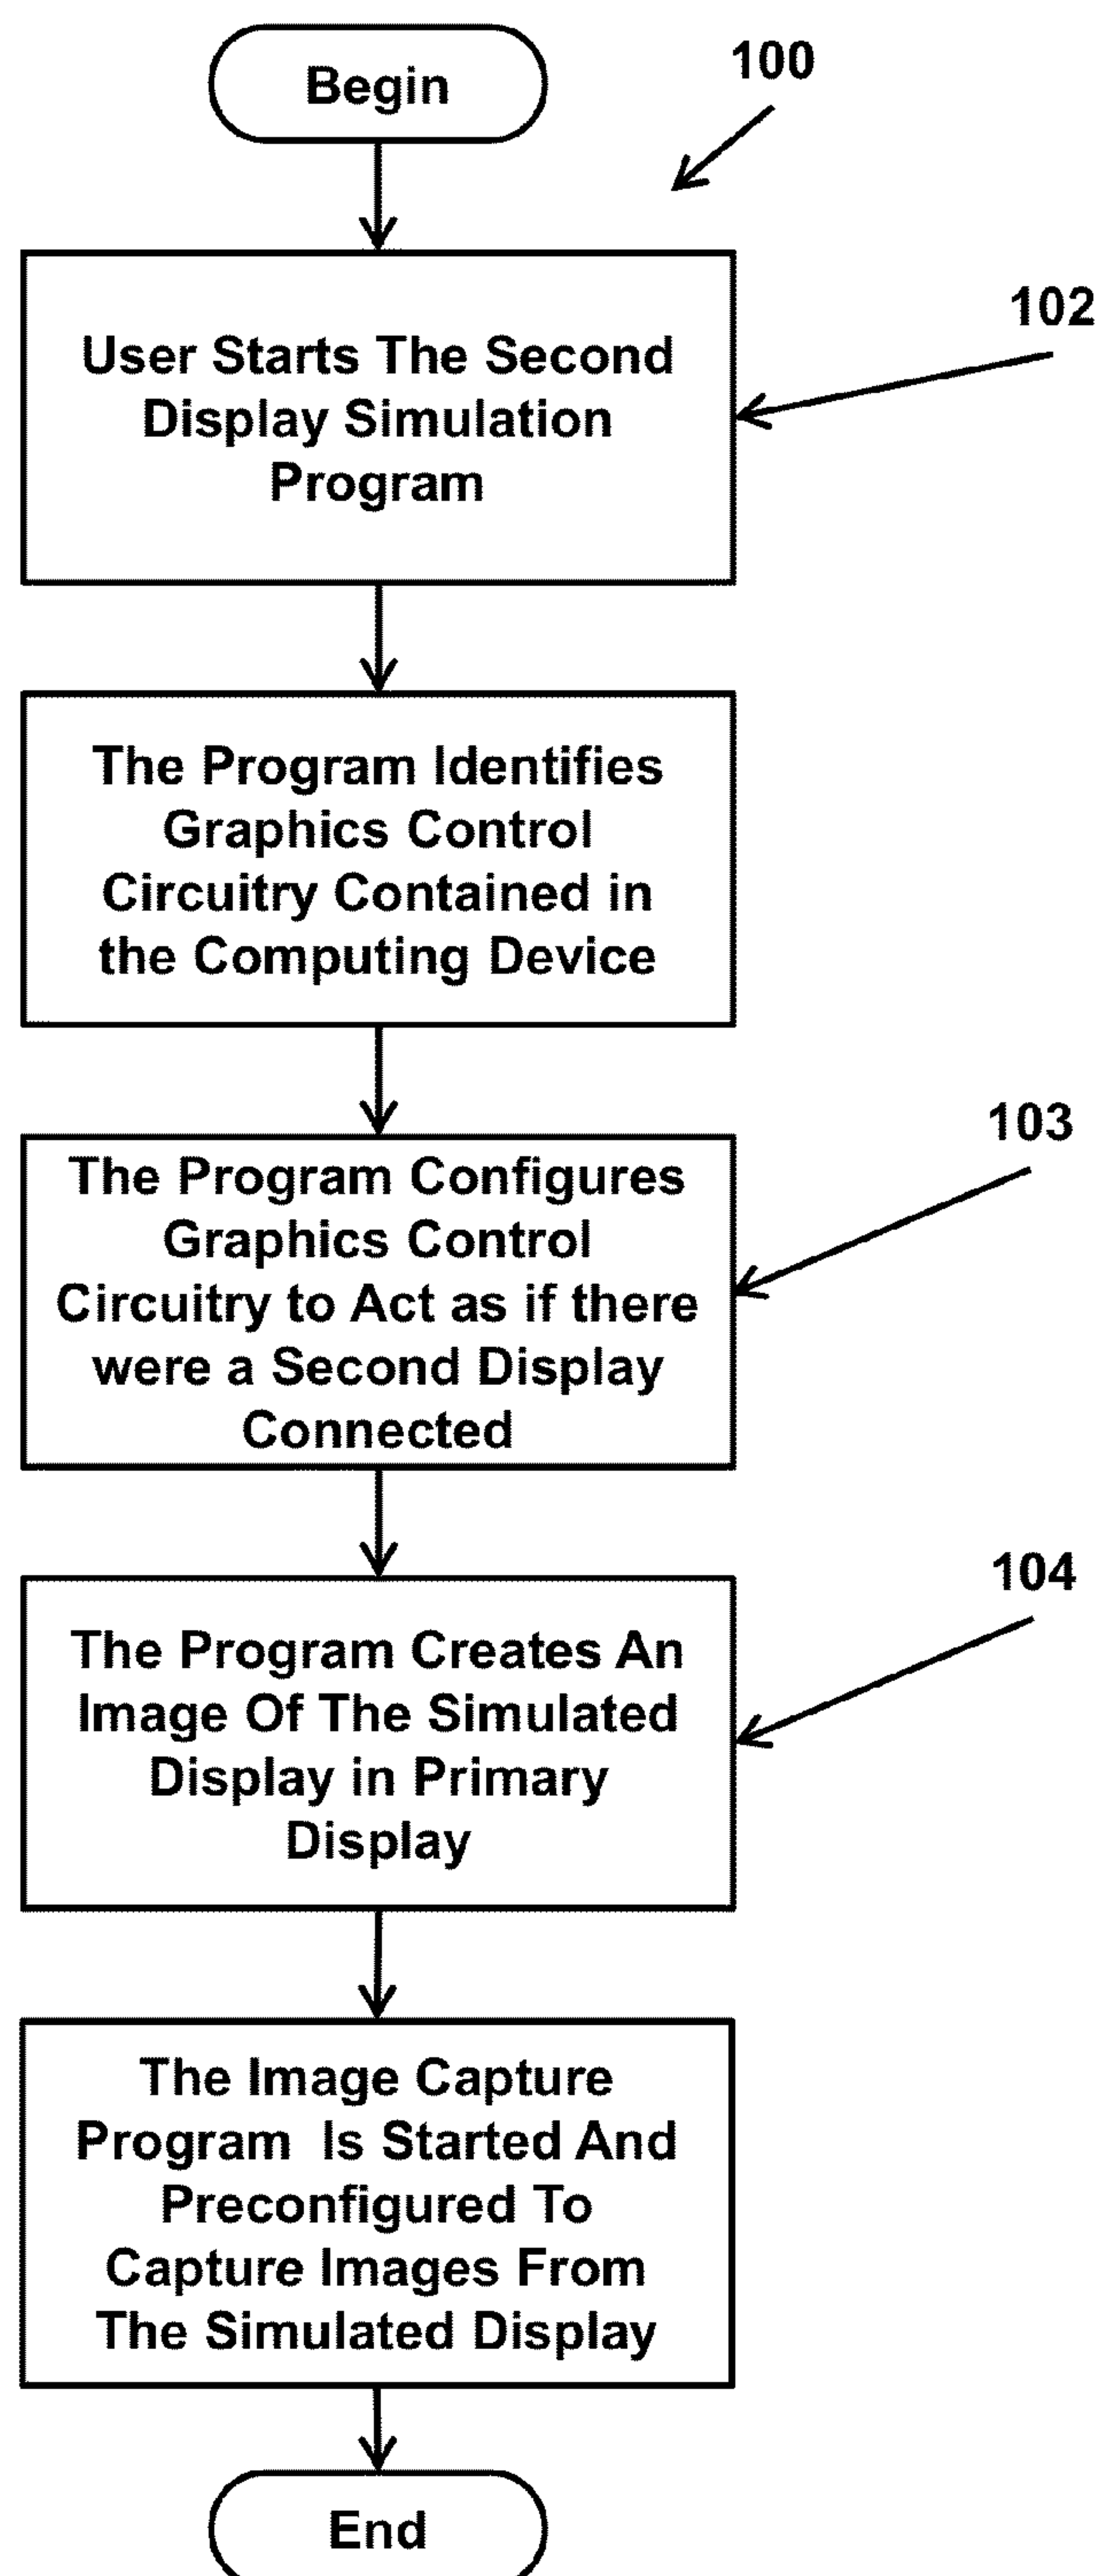 Begin
100
User Starts The Second
Display Simulation
Program
102
The Program Identifies
Graphics Control
Circuitry Contained in
the Computing Device
The Program Configures
Graphics Control
Circuitry to Act as if there
were a Second Display
Connected
103
The Program Creates An
Image Of The Simulated
Display in Primary
Display
104
The Image Capture
Program Is Started And
Preconfigured To
Capture Images From
The Simulated Display
End